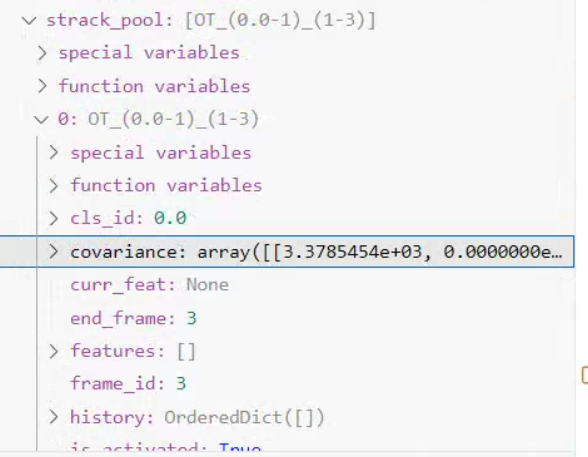 strack_pool: [OT_(0.0-1)_(1-3)]
special variables
function variables
0: OT_(0.0-1)_(1-3)
special variables
function variables
cls_id: 0.0
covariance: array([[3.3785454e+03, 0.0000000e…
curr_feat: None
end_frame: 3
features: []
frame_id: 3
history: OrderedDict([])
is_activated: True